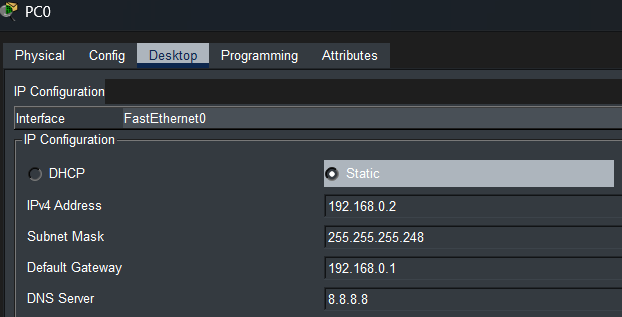 PC0
Physical Config Desktop Programming Attributes
IP Configuration
Interface FastEthernet0
IP Configuration
DHCP Static
IPv4 Address 192.168.0.2
Subnet Mask 255.255.255.248
Default Gateway 192.168.0.1
DNS Server 8.8.8.8